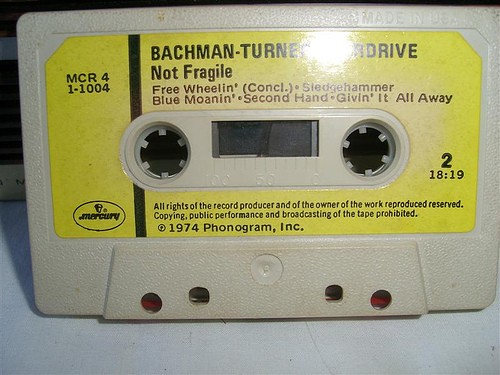 MADE IN U.S.A.
BACHMAN-TURNE RDRIVE
Not Fragile
MCR 4
1-1004
Free Wheelin' (Concl.)• Sledgehammer
Blue Moanin' •Second Hand•Givin' It All Away
2
18:19
mercury
All rights of the record producer and of the owner of the work reproduced reserved.
Copying, public performance and broadcasting of the tape prohibited.
℗ 1974 Phonogram, Inc.